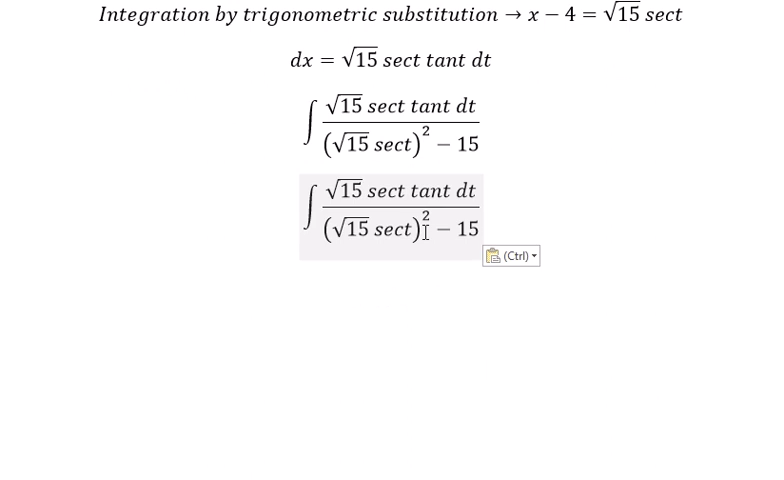 Integration by trigonometric substitution → x − 4 = √15 sect
dx = √15 sect tant dt
∫ √15 sect tant dt
(√15 sect)² − 15
∫ √15 sect tant dt
(√15 sect)² − 15
(Ctrl)